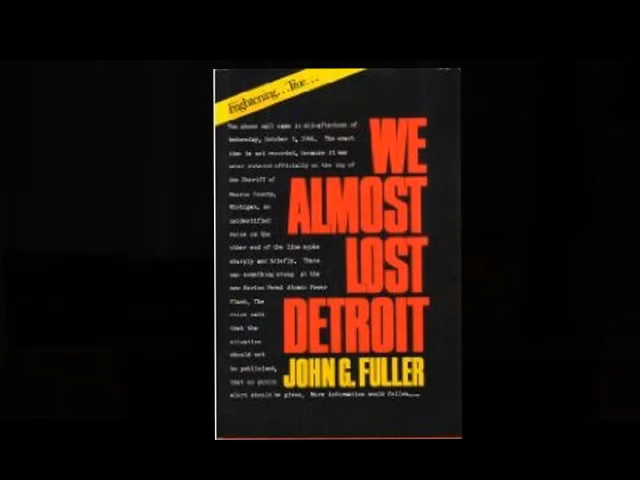 Frightening...True...
The phone call came in mid-afternoon of
Wednesday, October 5, 1966. The exact
time is not recorded, because it was
never entered officially on the log of
the Sheriff of
Monroe County,
Michigan. An
unidentified
voice on the
other end of the line spoke
sharply and briefly. There
was something wrong at the
new Enrico Fermi Atomic Power
Plant. The
voice said
that the
situation
should not
be publicized,
that no public
alert should be given. More information would follow....
WE
ALMOST
LOST
DETROIT
JOHN G. FULLER